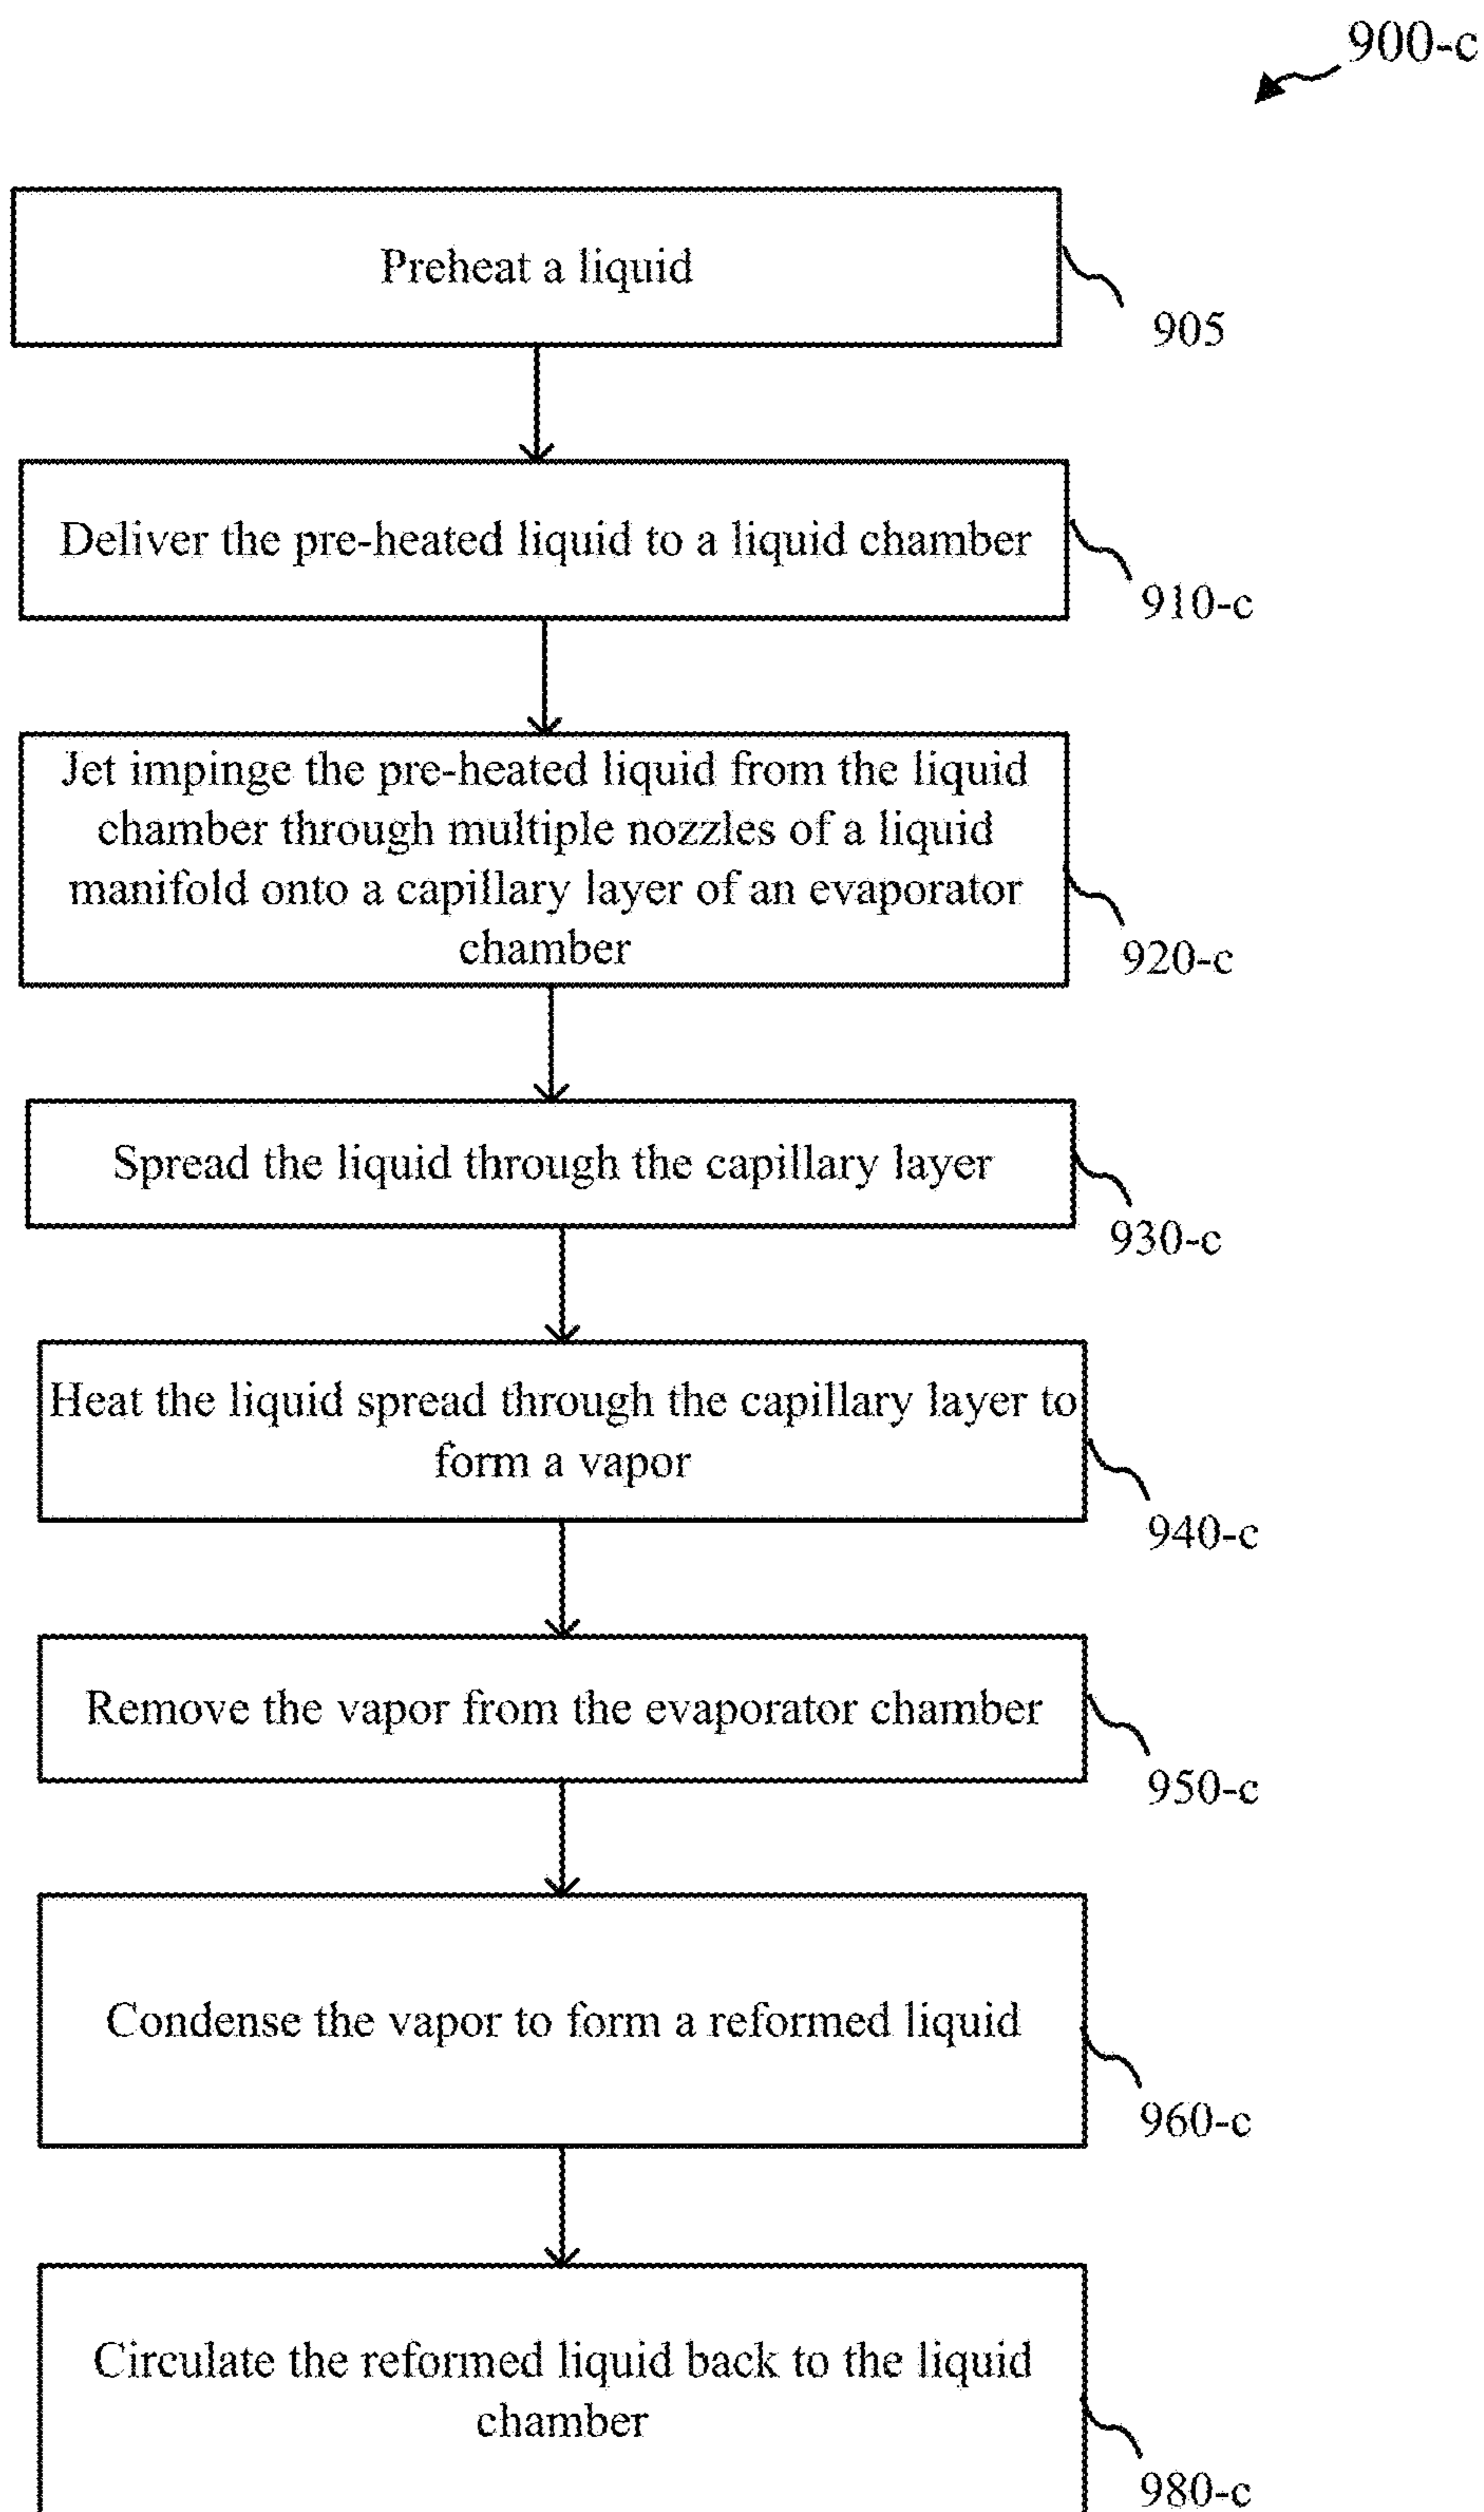 900-c
Preheat a liquid
905
Deliver the pre-heated liquid to a liquid chamber
910-c
Jet impinge the pre-heated liquid from the liquid
chamber through multiple nozzles of a liquid
manifold onto a capillary layer of an evaporator
chamber
920-c
Spread the liquid through the capillary layer
930-c
Heat the liquid spread through the capillary layer to
form a vapor
940-c
Remove the vapor from the evaporator chamber
950-c
Condense the vapor to form a reformed liquid
960-c
Circulate the reformed liquid back to the liquid
chamber
980-c